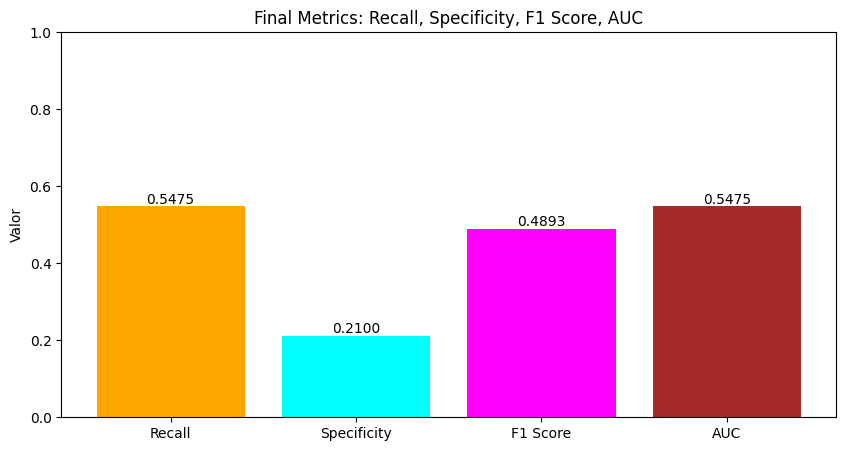 Final Metrics: Recall, Specificity, F1 Score, AUC
Valor
1.0
0.8
0.6
0.4
0.2
0.0
0.5475
0.2100
0.4893
0.5475
Recall
Specificity
F1 Score
AUC